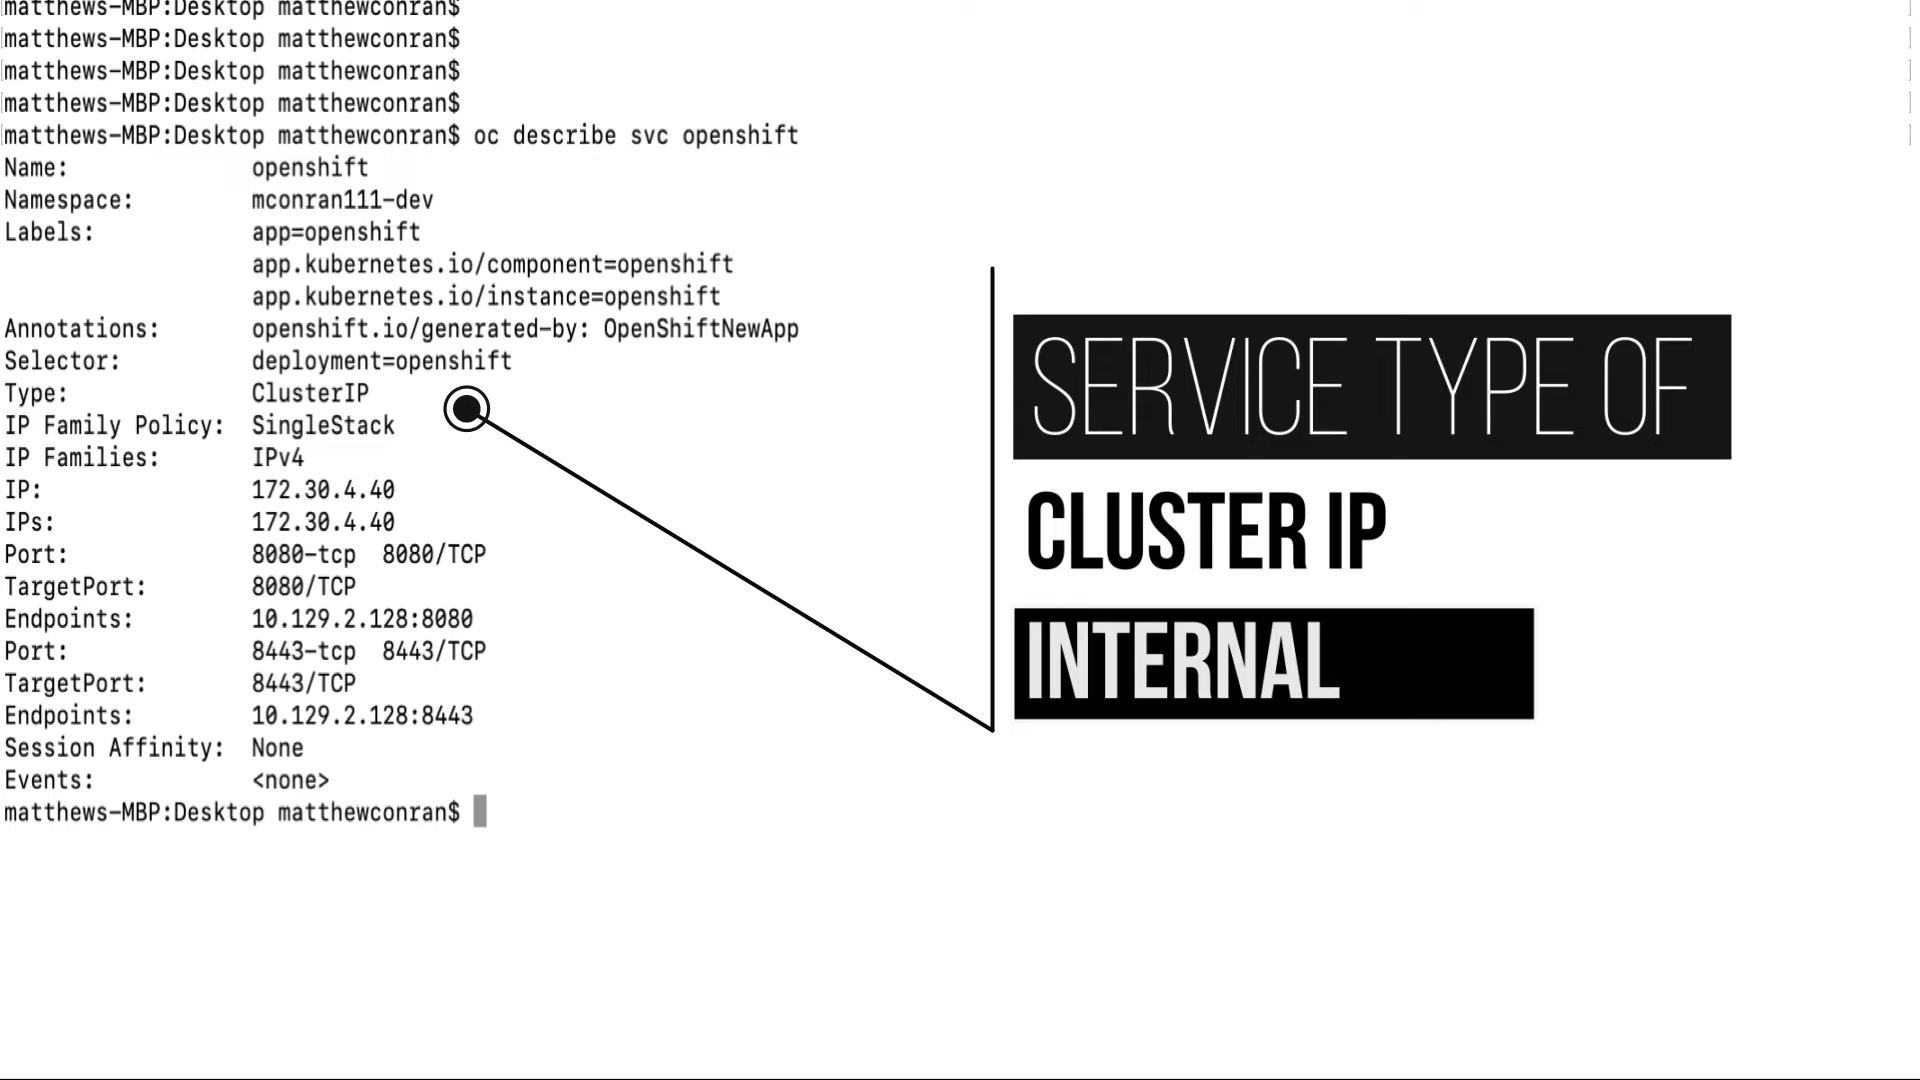 matthews-MBP:Desktop matthewconran$
matthews-MBP:Desktop matthewconran$
matthews-MBP:Desktop matthewconran$
matthews-MBP:Desktop matthewconran$
matthews-MBP:Desktop matthewconran$ oc describe svc openshift
Name: openshift
Namespace: mconran111-dev
Labels: app=openshift
app.kubernetes.io/component=openshift
app.kubernetes.io/instance=openshift
Annotations: openshift.io/generated-by: OpenShiftNewApp
Selector: deployment=openshift
Type: ClusterIP
IP Family Policy: SingleStack
IP Families: IPv4
IP: 172.30.4.40
IPs: 172.30.4.40
Port: 8080-tcp 8080/TCP
TargetPort: 8080/TCP
Endpoints: 10.129.2.128:8080
Port: 8443-tcp 8443/TCP
TargetPort: 8443/TCP
Endpoints: 10.129.2.128:8443
Session Affinity: None
Events: <none>
matthews-MBP:Desktop matthewconran$
SERVICE TYPE OF
CLUSTER IP
INTERNAL